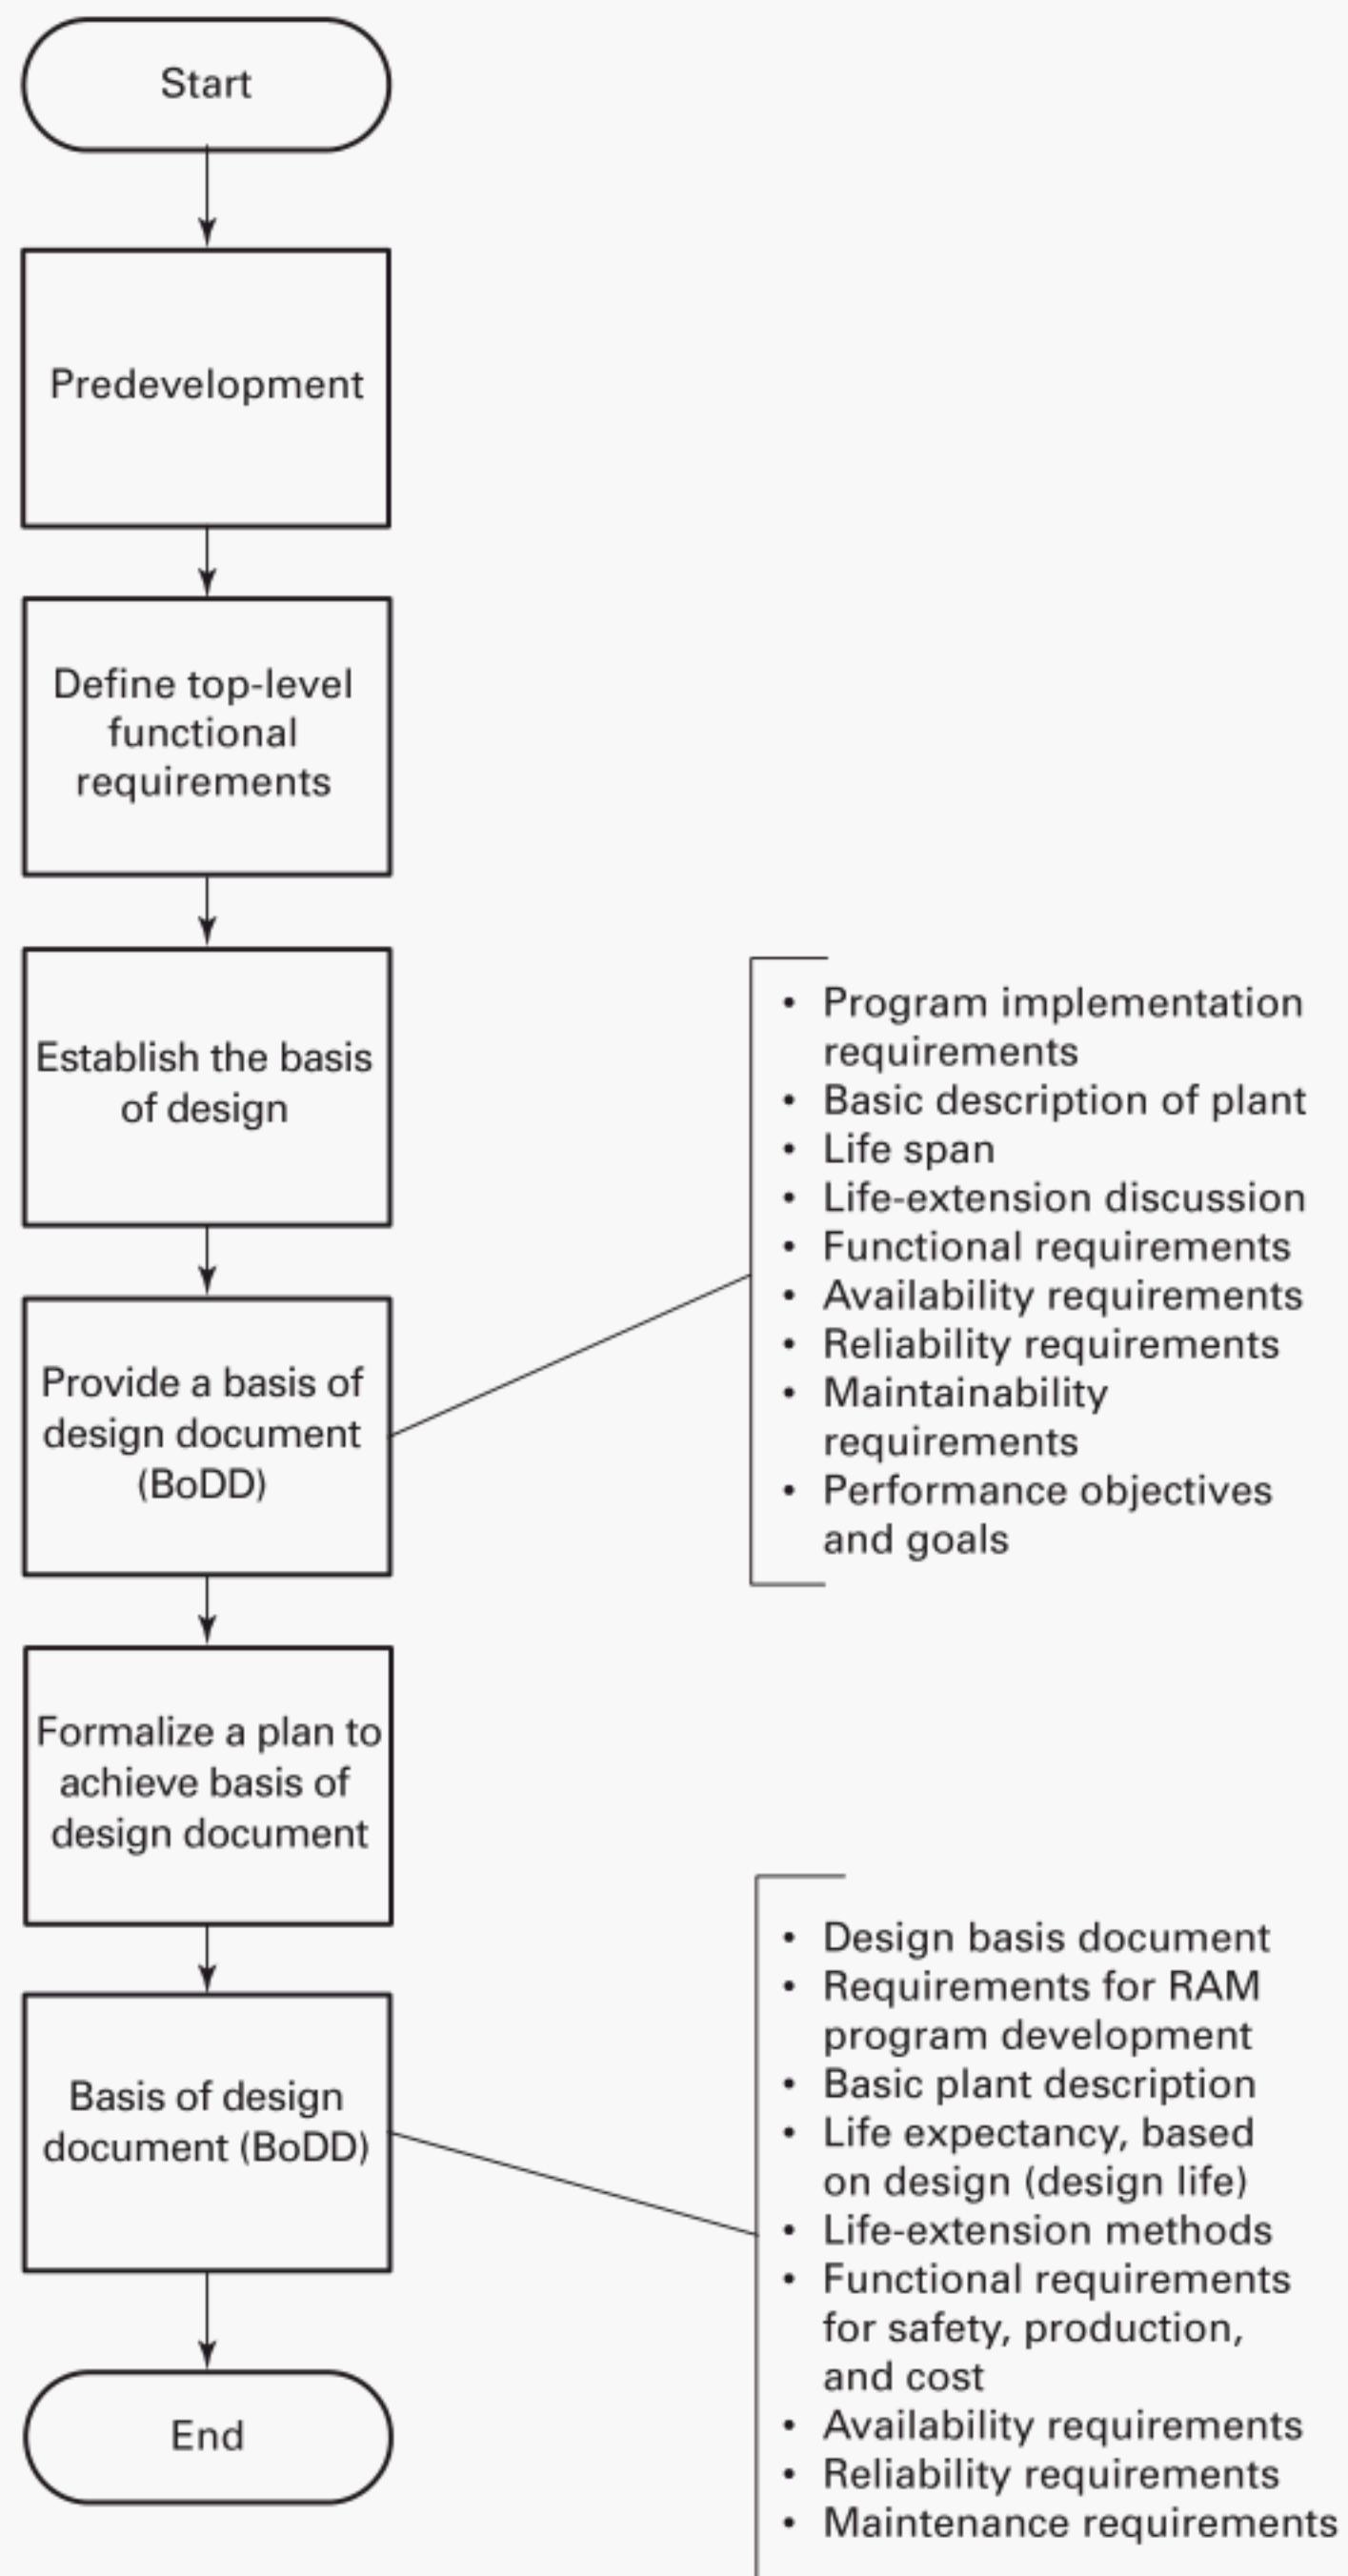 Start
Predevelopment
Define top-level
functional
requirements
Establish the basis
of design
Provide a basis of
design document
(BoDD)
• Program implementation
requirements
• Basic description of plant
• Life span
• Life-extension discussion
• Functional requirements
• Availability requirements
• Reliability requirements
• Maintainability
requirements
• Performance objectives
and goals
Formalize a plan to
achieve basis of
design document
Basis of design
document (BoDD)
• Design basis document
• Requirements for RAM
program development
• Basic plant description
• Life expectancy, based
on design (design life)
• Life-extension methods
• Functional requirements
for safety, production,
and cost
• Availability requirements
• Reliability requirements
• Maintenance requirements
End